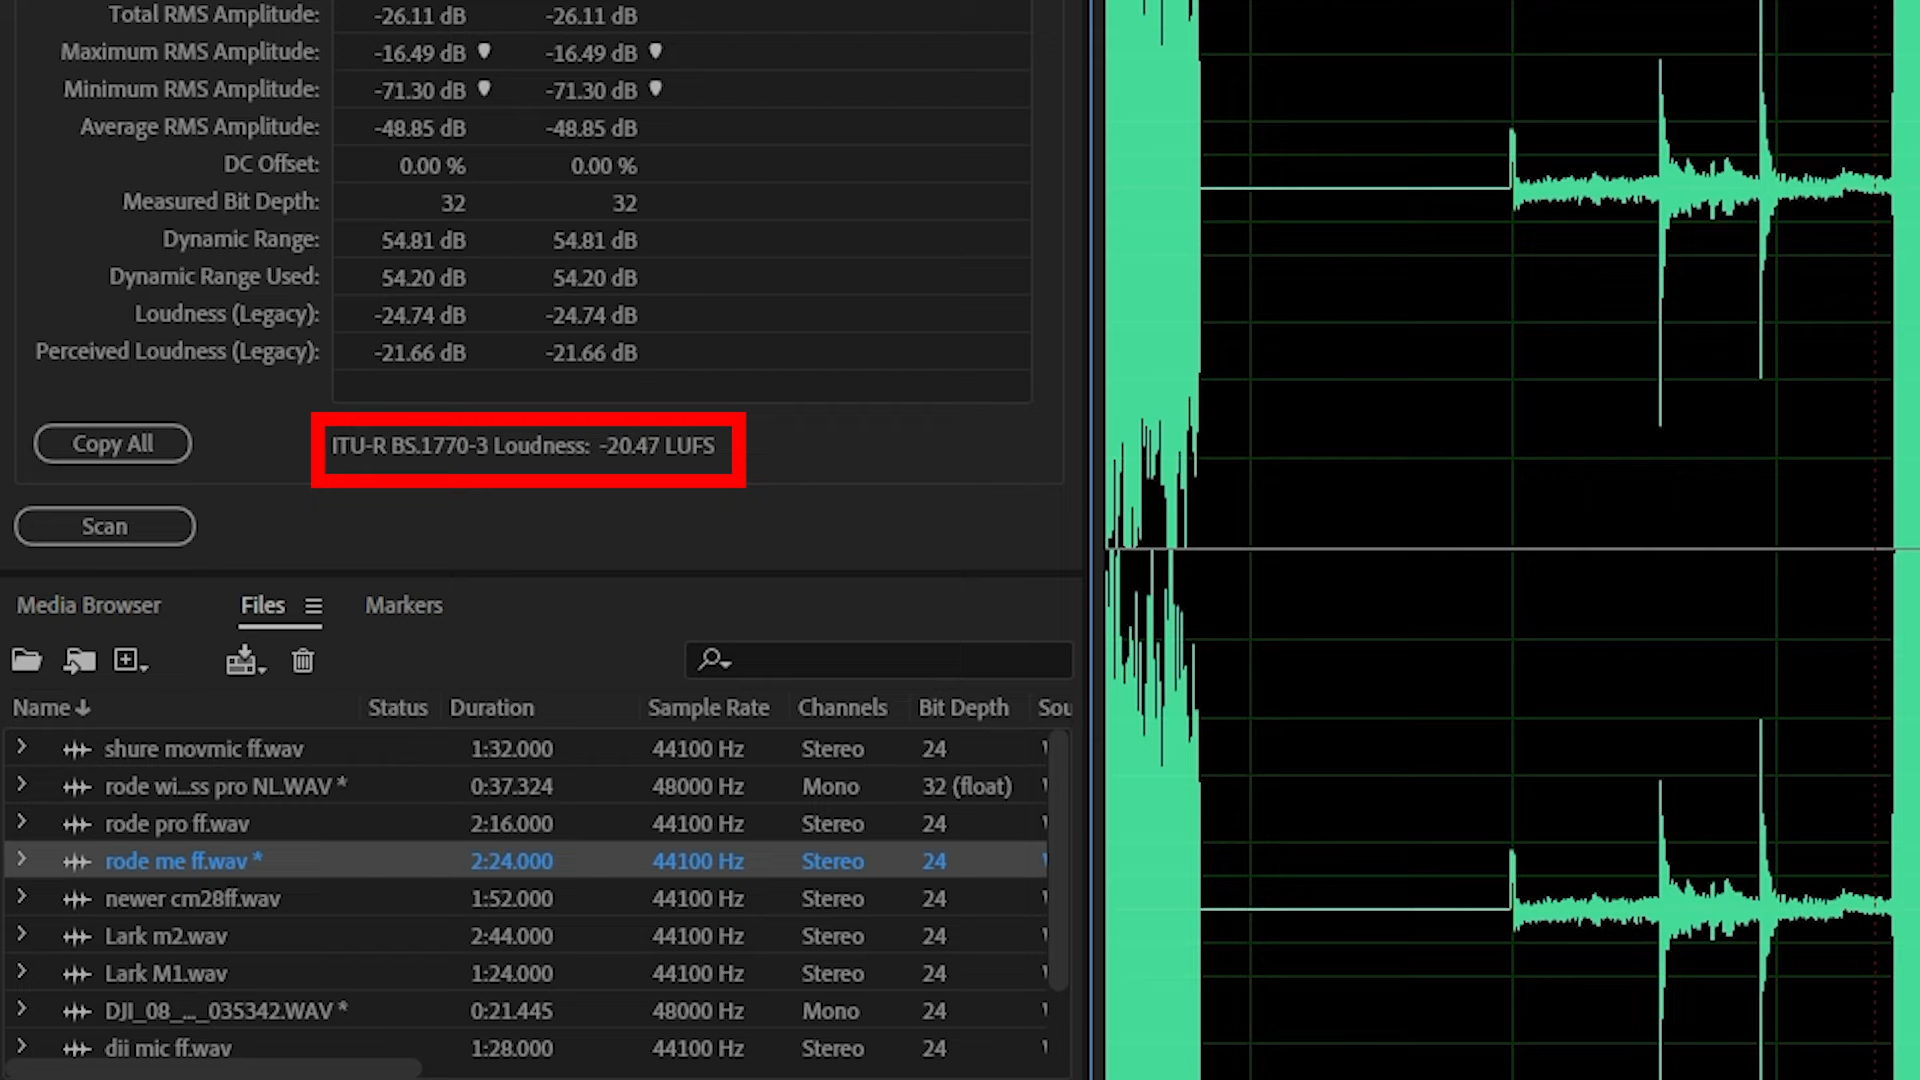 Total RMS Amplitude: -26.11 dB -26.11 dB
Maximum RMS Amplitude: -16.49 dB -16.49 dB
Minimum RMS Amplitude: -71.30 dB -71.30 dB
Average RMS Amplitude: -48.85 dB -48.85 dB
DC Offset: 0.00 % 0.00 %
Measured Bit Depth: 32 32
Dynamic Range: 54.81 dB 54.81 dB
Dynamic Range Used: 54.20 dB 54.20 dB
Loudness (Legacy): -24.74 dB -24.74 dB
Perceived Loudness (Legacy): -21.66 dB -21.66 dB
Copy All ITU-R BS.1770-3 Loudness: -20.47 LUFS
Scan
Media Browser Files Markers
Name Status Duration Sample Rate Channels Bit Depth Sou
shure movmic ff.wav 1:32.000 44100 Hz Stereo 24
rode wi...ss pro NL.WAV * 0:37.324 48000 Hz Mono 32 (float)
rode pro ff.wav 2:16.000 44100 Hz Stereo 24
rode me ff.wav * 2:24.000 44100 Hz Stereo 24
newer cm28ff.wav 1:52.000 44100 Hz Stereo 24
Lark m2.wav 2:44.000 44100 Hz Stereo 24
Lark M1.wav 1:24.000 44100 Hz Stereo 24
DJI_08_..._035342.WAV * 0:21.445 48000 Hz Mono 24
dii mic ff.wav 1:28.000 44100 Hz Stereo 24